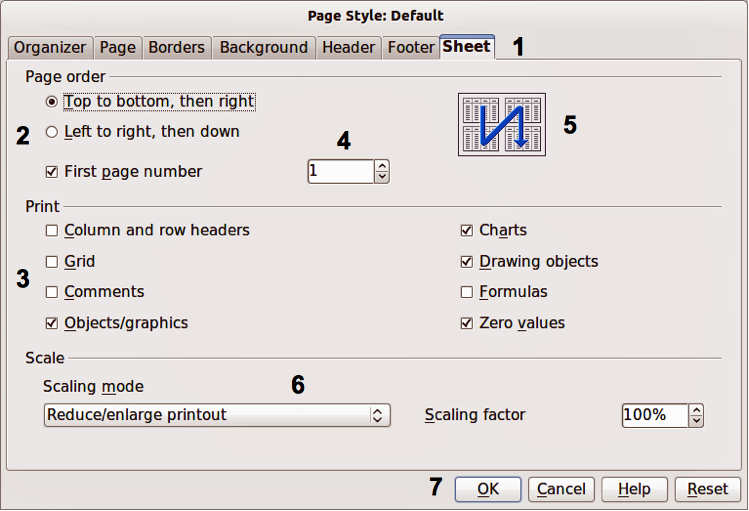 Page Style: Default
Organizer Page Borders Background Header Footer Sheet 1
Page order
Top to bottom, then right
2 Left to right, then down 4 5
First page number 1
Print
Column and row headers Charts
3 Grid Drawing objects
Comments Formulas
Objects/graphics Zero values
Scale
Scaling mode 6
Reduce/enlarge printout Scaling factor 100%
7 OK Cancel Help Reset